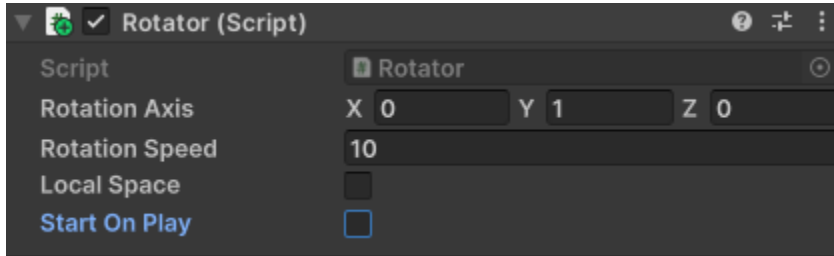 Rotator (Script)
Script Rotator
Rotation Axis X 0 Y 1 Z 0
Rotation Speed 10
Local Space
Start On Play